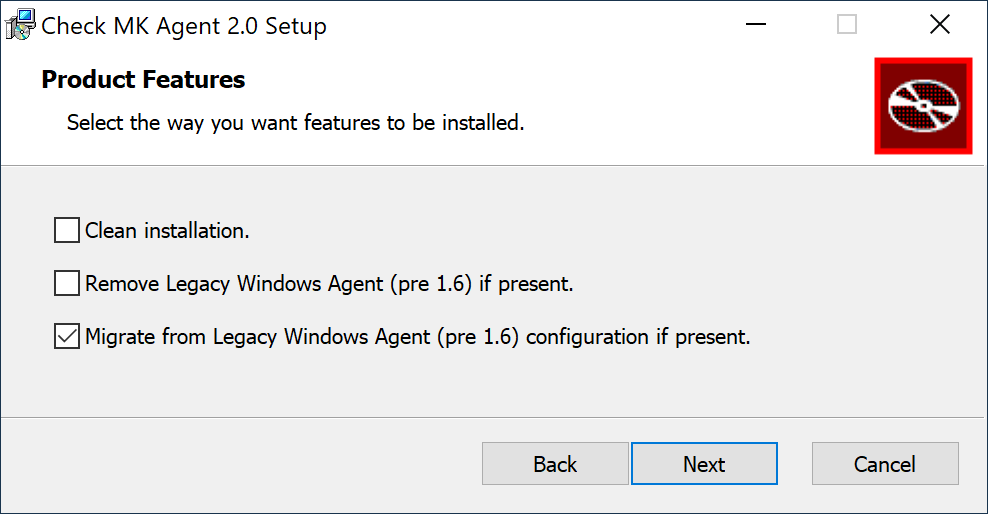 Check MK Agent 2.0 Setup
Product Features
Select the way you want features to be installed.
Clean installation.
Remove Legacy Windows Agent (pre 1.6) if present.
Migrate from Legacy Windows Agent (pre 1.6) configuration if present.
Back Next Cancel